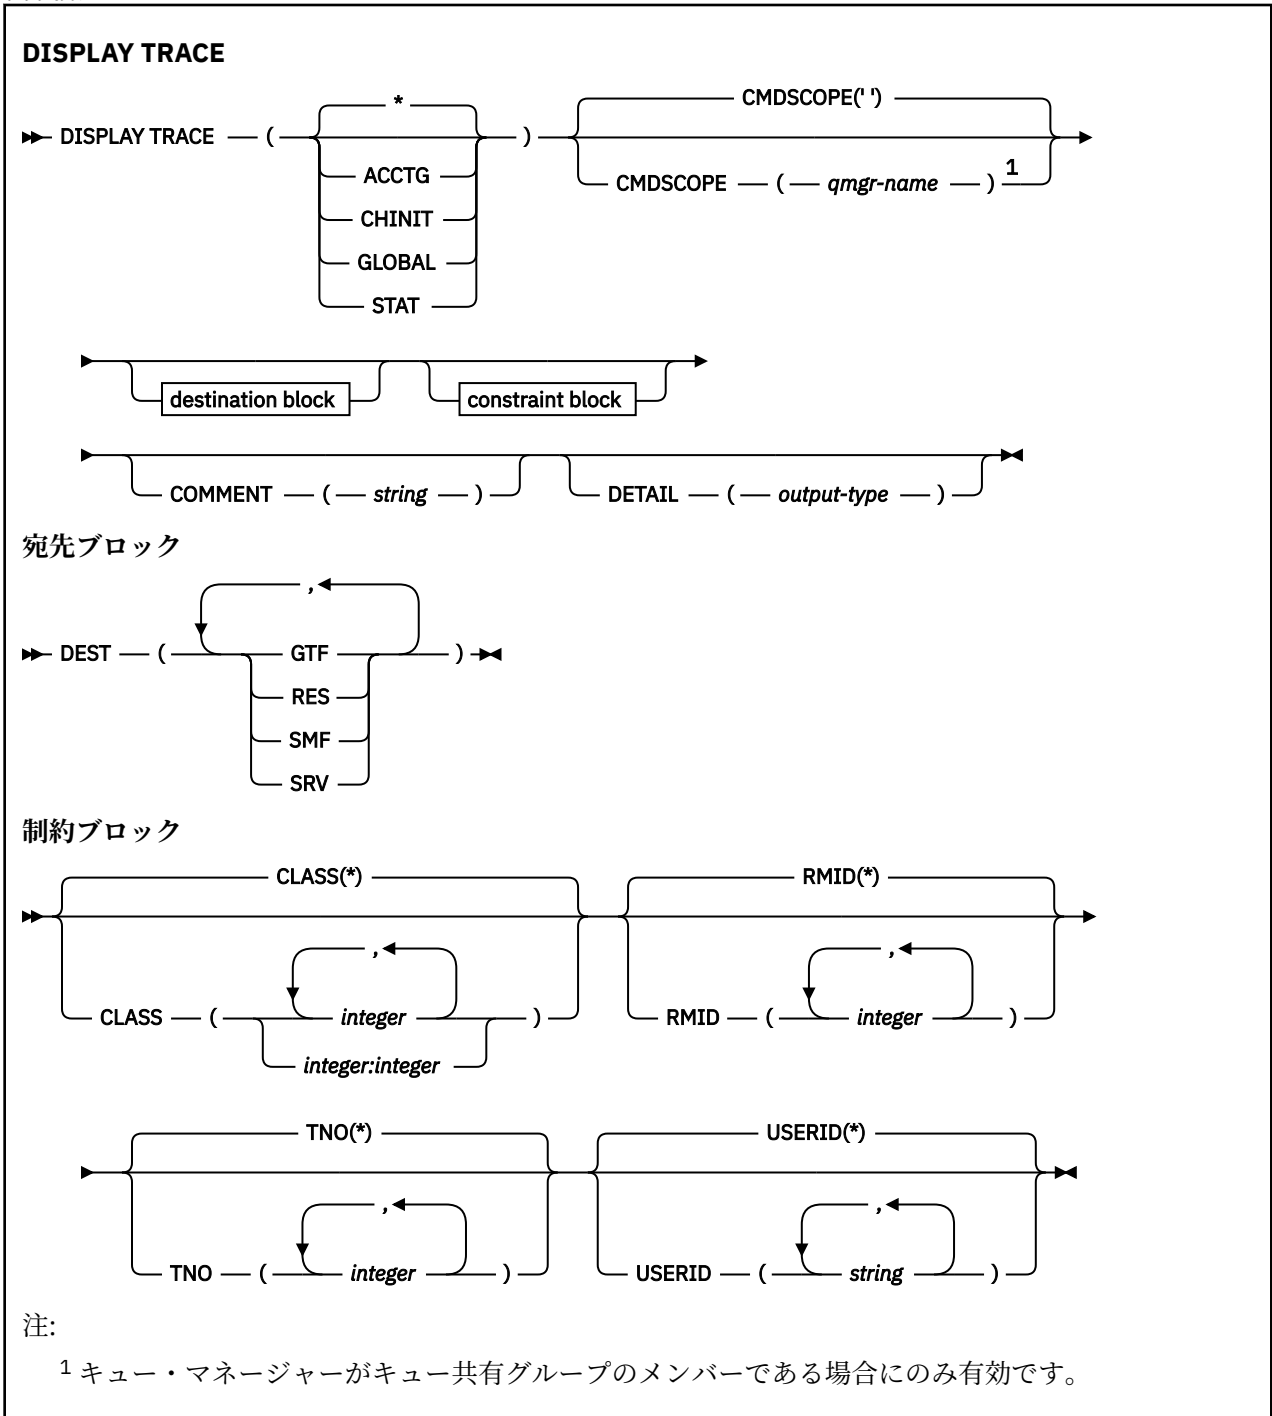 DISPLAY TRACE
*
CMDSCOPE(' ')
DISPLAY TRACE ( )
ACCTG
CMDSCOPE ( qmgr-name ) 1
CHINIT
GLOBAL
STAT
destination block constraint block
COMMENT ( string ) DETAIL ( output-type )
宛先ブロック
,
DEST ( GTF )
RES
SMF
SRV
制約ブロック
CLASS(*) RMID(*)
, ,
CLASS ( integer ) RMID ( integer )
integer:integer
TNO(*) USERID(*)
, ,
TNO ( integer ) USERID ( string )
注:
1 キュー・マネージャーがキュー共有グループのメンバーである場合にのみ有効です。